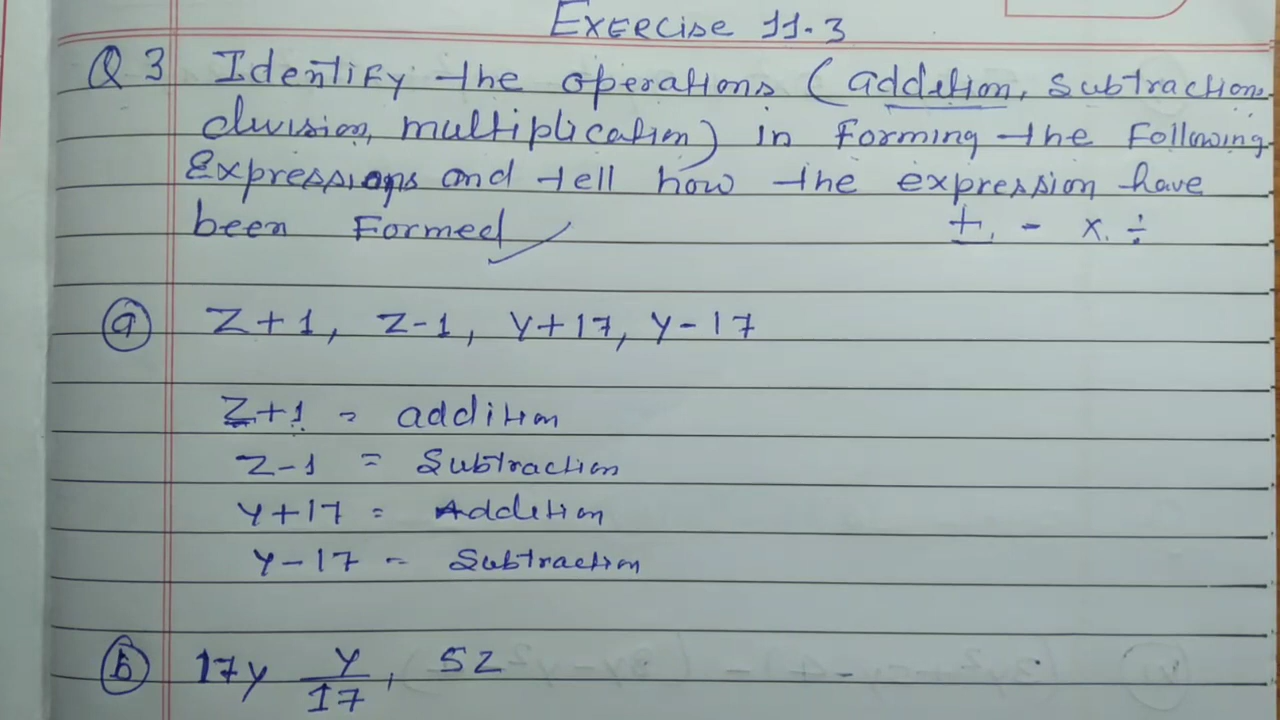 Exercise 11.3
Q 3 Identify the operations (addition, Subtractions
division, multiplication) in forming the following
Expressions and tell how the expression have
been Formed
+, - x, ÷
(a) Z+1, Z-1, Y+17, Y-17
Z+1 = addition
Z-1 = Subtraction
Y+17 = Addition
Y-17 = Subtraction
(b) 17y y/17, 5Z